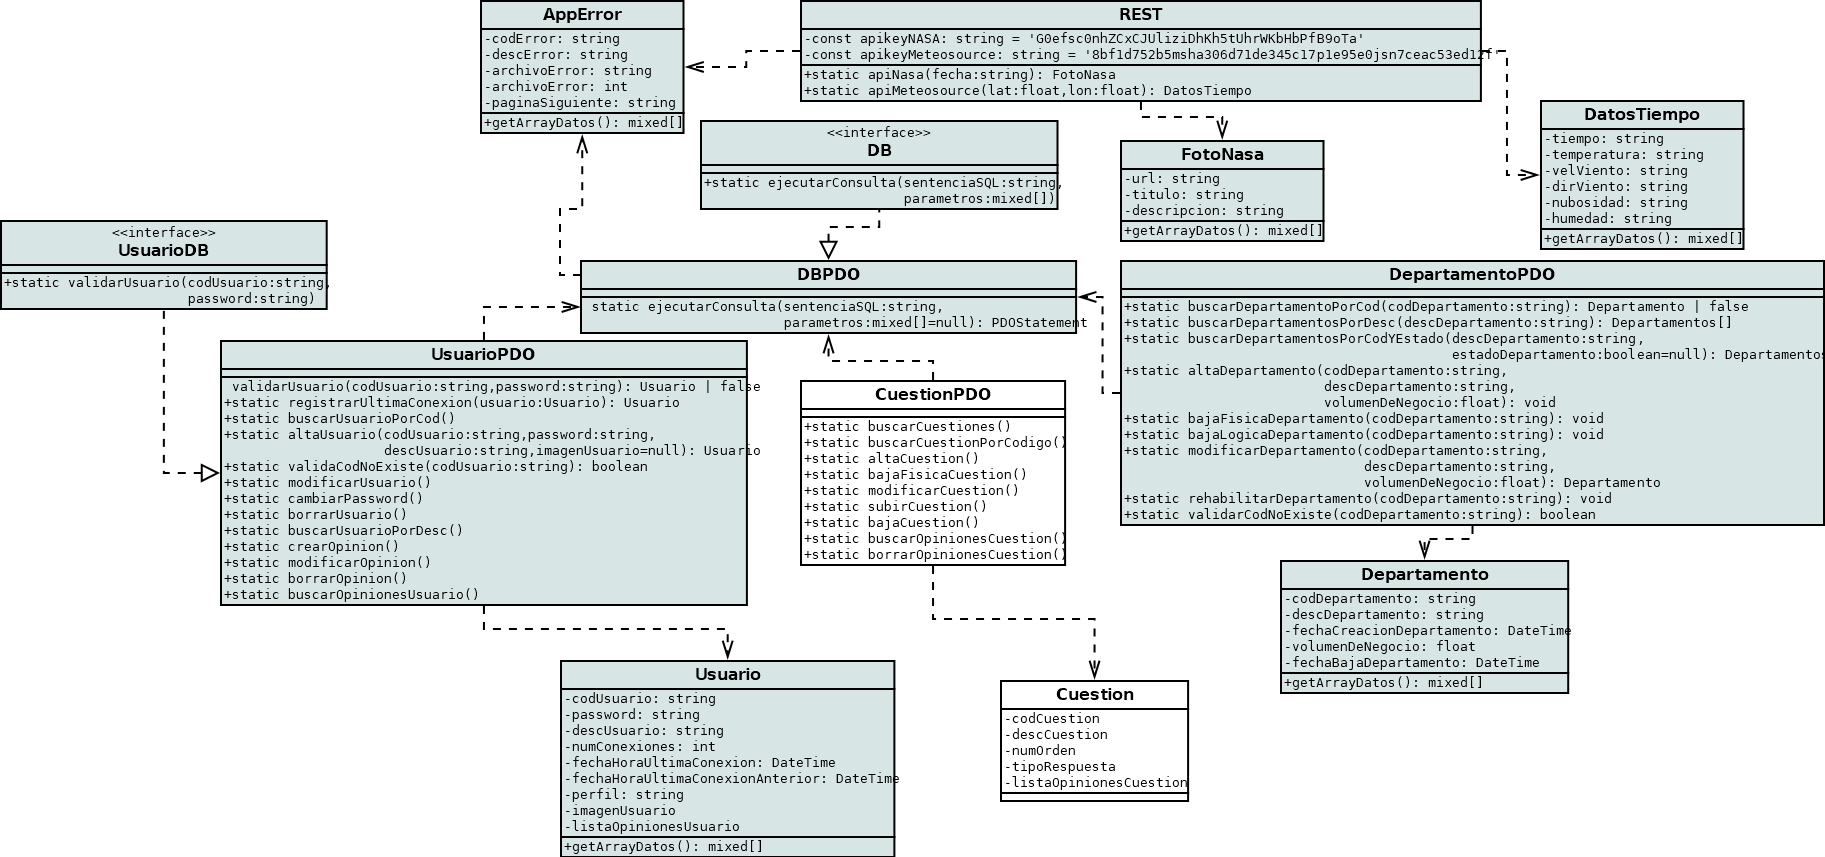 AppError
-codError: string
-descError: string
-archivoError: string
-archivoError: int
-paginaSiguiente: string
+getArrayDatos(): mixed[]
REST
-const apikeyNASA: string = 'G0efsc0nhZCxCJUliziDhKh5tUhrWKbHbPfB9oTa'
-const apikeyMeteosource: string = '8bf1d752b5msha306d71de345c17p1e95e0jsn7ceac53ed12f'
+static apiNasa(fecha:string): FotoNasa
+static apiMeteosource(lat:float,lon:float): DatosTiempo
DatosTiempo
-tiempo: string
-temperatura: string
-velViento: string
-dirViento: string
-nubosidad: string
-humedad: string
+getArrayDatos(): mixed[]
<<interface>>
DB
+static ejecutarConsulta(sentenciaSQL:string,
parametros:mixed[])
FotoNasa
-url: string
-titulo: string
-descripcion: string
+getArrayDatos(): mixed[]
<<interface>>
UsuarioDB
+static validarUsuario(codUsuario:string,
password:string)
DBPDO
static ejecutarConsulta(sentenciaSQL:string,
parametros:mixed[]=null): PDOStatement
DepartamentoPDO
+static buscarDepartamentoPorCod(codDepartamento:string): Departamento | false
+static buscarDepartamentosPorDesc(descDepartamento:string): Departamentos[]
+static buscarDepartamentosPorCodYEstado(descDepartamento:string,
estadoDepartamento:boolean=null): Departamentos
+static altaDepartamento(codDepartamento:string,
descDepartamento:string,
volumenDeNegocio:float): void
+static bajaFisicaDepartamento(codDepartamento:string): void
+static bajaLogicaDepartamento(codDepartamento:string): void
+static modificarDepartamento(codDepartamento:string,
descDepartamento:string,
volumenDeNegocio:float): Departamento
+static rehabilitarDepartamento(codDepartamento:string): void
+static validarCodNoExiste(codDepartamento:string): boolean
UsuarioPDO
validarUsuario(codUsuario:string,password:string): Usuario | false
+static registrarUltimaConexion(usuario:Usuario): Usuario
+static buscarUsuarioPorCod()
+static altaUsuario(codUsuario:string,password:string,
descUsuario:string,imagenUsuario=null): Usuario
+static validaCodNoExiste(codUsuario:string): boolean
+static modificarUsuario()
+static cambiarPassword()
+static borrarUsuario()
+static buscarUsuarioPorDesc()
+static crearOpinion()
+static modificarOpinion()
+static borrarOpinion()
+static buscarOpinionesUsuario()
CuestionPDO
+static buscarCuestiones()
+static buscarCuestionPorCodigo()
+static altaCuestion()
+static bajaFisicaCuestion()
+static modificarCuestion()
+static subirCuestion()
+static bajaCuestion()
+static buscarOpinionesCuestion()
+static borrarOpinionesCuestion()
Departamento
-codDepartamento: string
-descDepartamento: string
-fechaCreacionDepartamento: DateTime
-volumenDeNegocio: float
-fechaBajaDepartamento: DateTime
+getArrayDatos(): mixed[]
Usuario
-codUsuario: string
-password: string
-descUsuario: string
-numConexiones: int
-fechaHoraUltimaConexion: DateTime
-fechaHoraUltimaConexionAnterior: DateTime
-perfil: string
-imagenUsuario
-listaOpinionesUsuario
+getArrayDatos(): mixed[]
Cuestion
-codCuestion
-descCuestion
-numOrden
-tipoRespuesta
-listaOpinionesCuestion